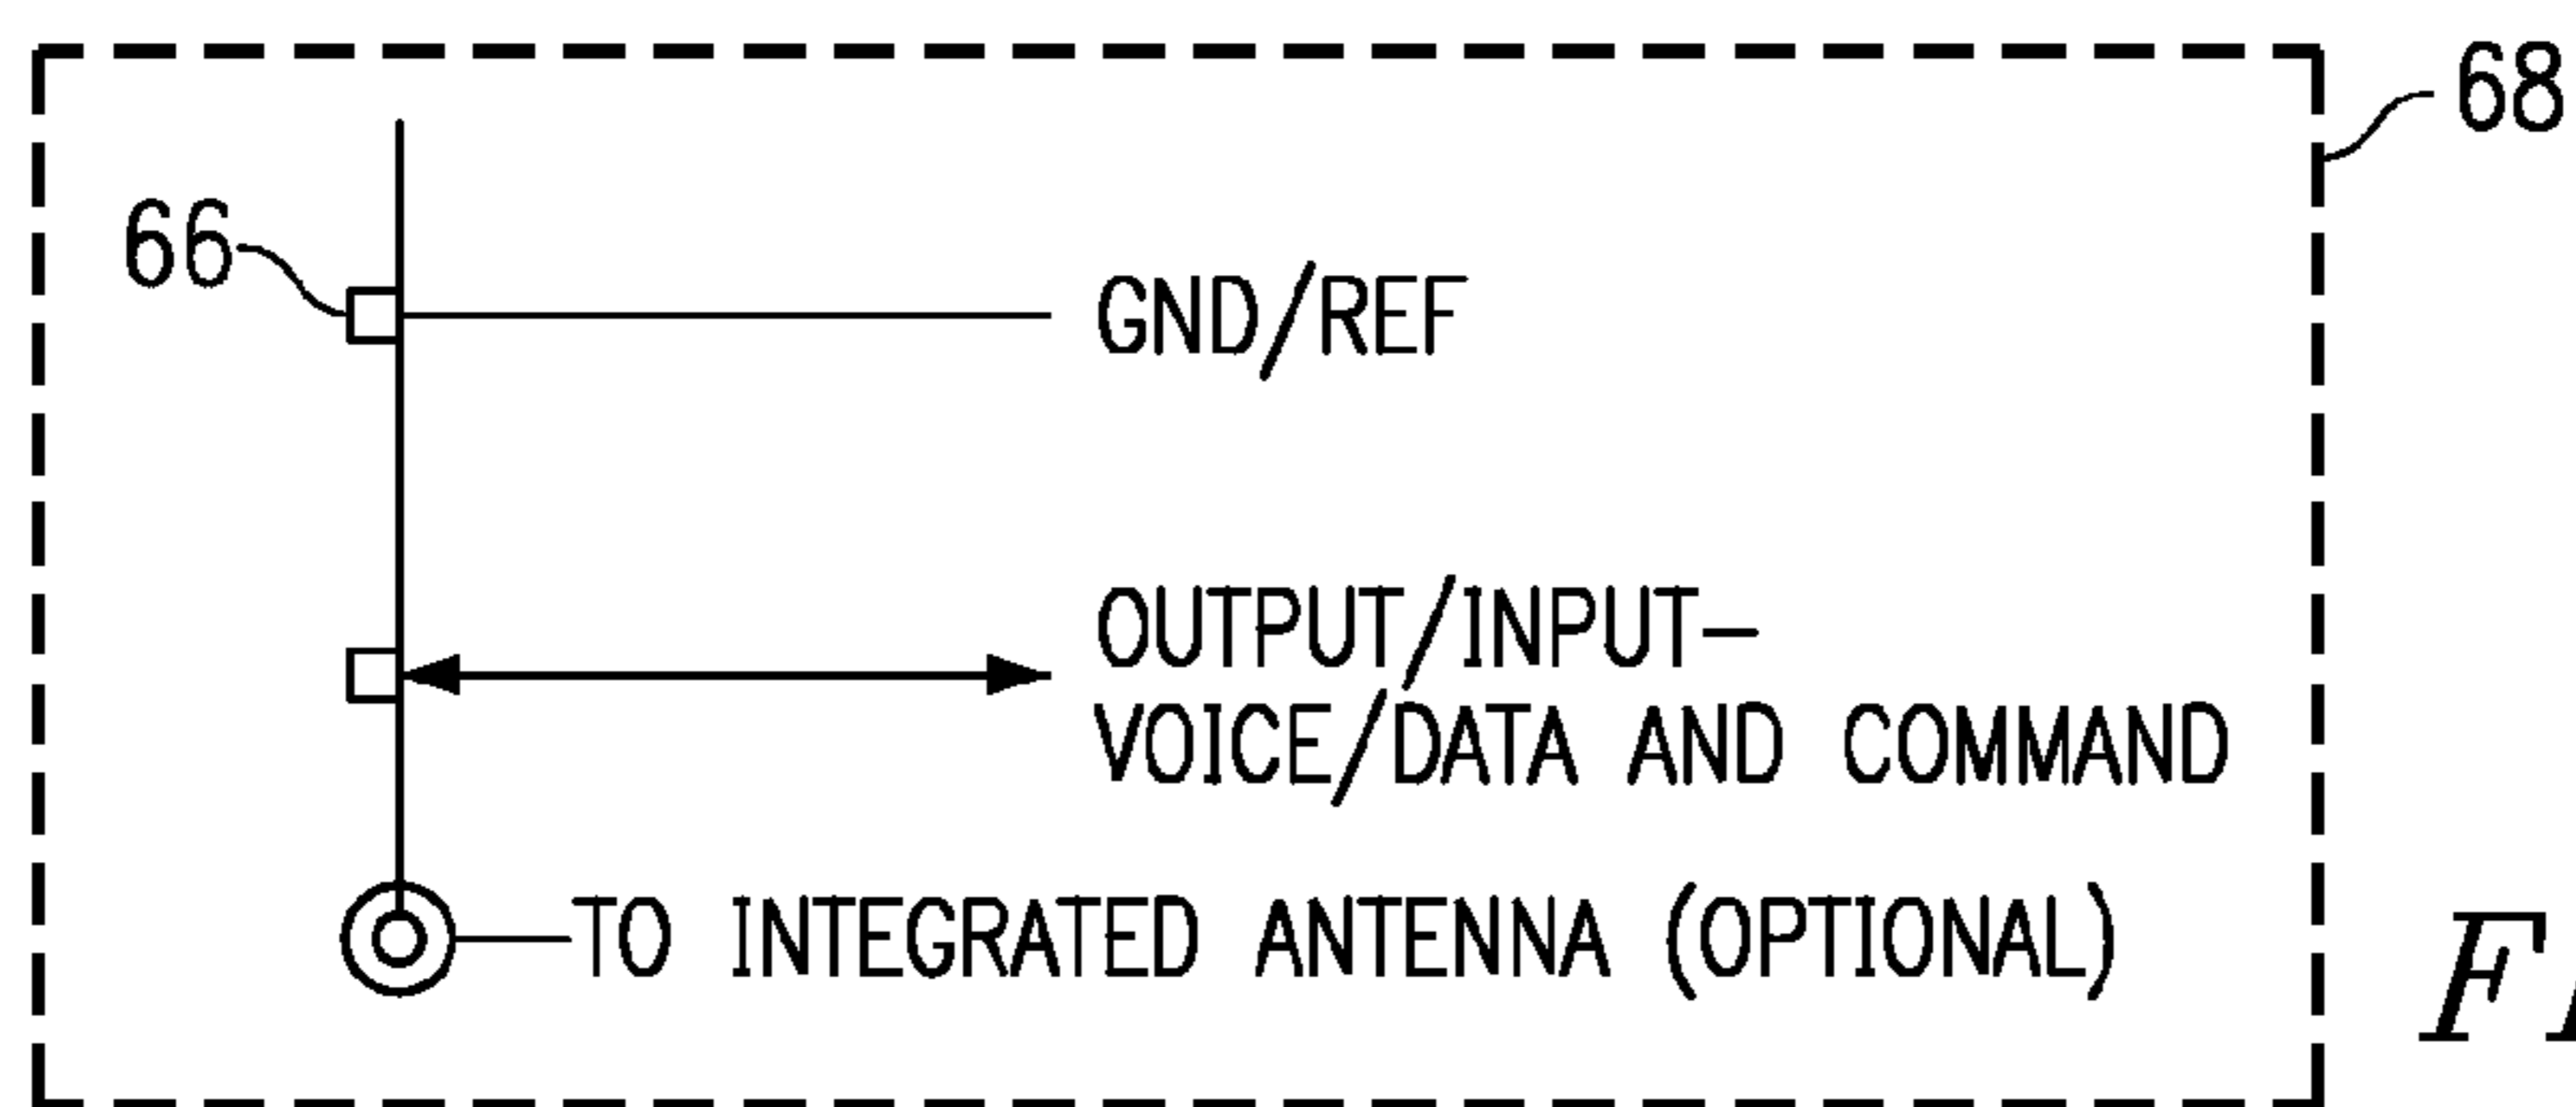 68
66
GND/REF
OUTPUT/INPUT-
VOICE/DATA AND COMMAND
TO INTEGRATED ANTENNA (OPTIONAL)